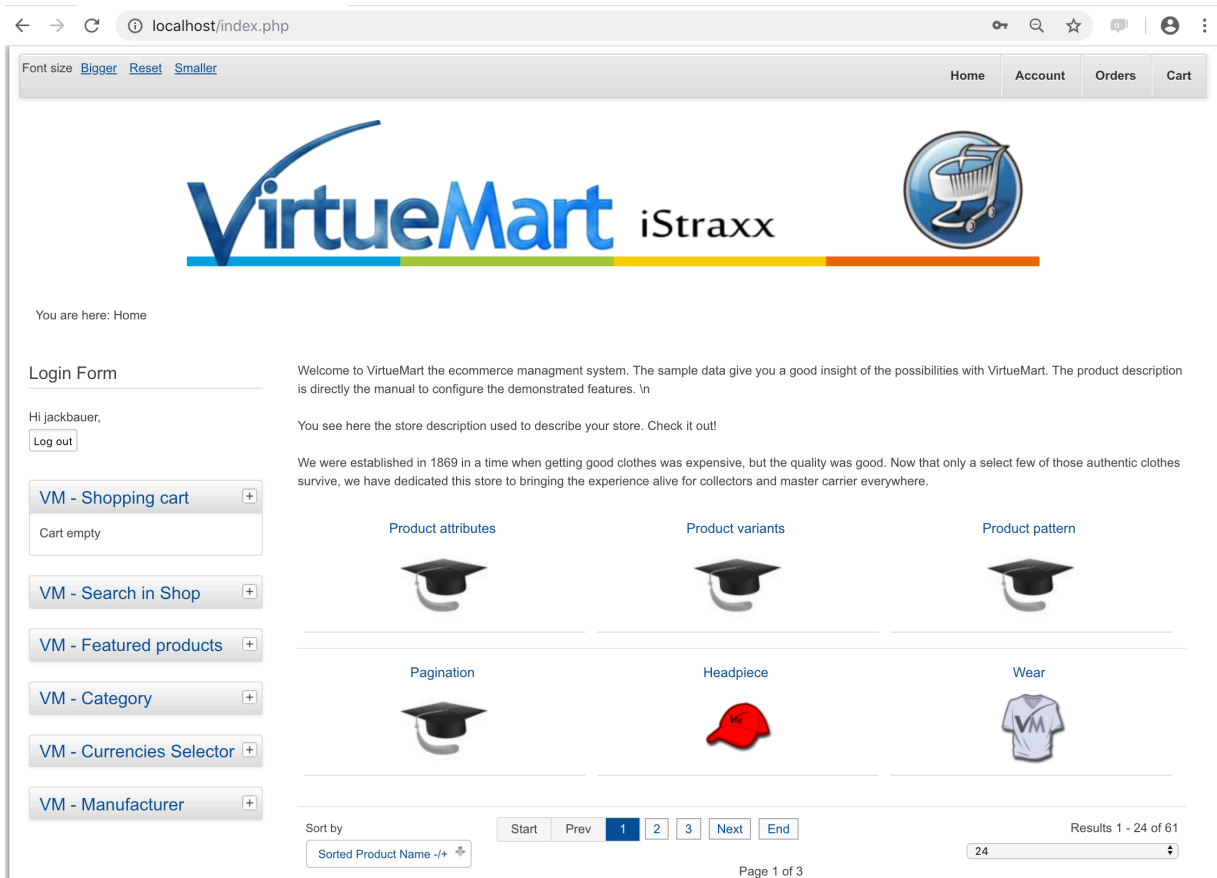 localhost/index.php
Font size Bigger Reset Smaller
Home Account Orders Cart
VirtueMart iStraxx
You are here: Home
Login Form
Hi jackbauer,
Log out
VM - Shopping cart
Cart empty
VM - Search in Shop
VM - Featured products
VM - Category
VM - Currencies Selector
VM - Manufacturer
Welcome to VirtueMart the ecommerce managment system. The sample data give you a good insight of the possibilities with VirtueMart. The product description
is directly the manual to configure the demonstrated features. \n
You see here the store description used to describe your store. Check it out!
We were established in 1869 in a time when getting good clothes was expensive, but the quality was good. Now that only a select few of those authentic clothes
survive, we have dedicated this store to bringing the experience alive for collectors and master carrier everywhere.
Product attributes Product variants Product pattern
Pagination Headpiece Wear
VM VM
Sort by
Sorted Product Name -/+
Start Prev 1 2 3 Next End
Results 1 - 24 of 61
24
Page 1 of 3